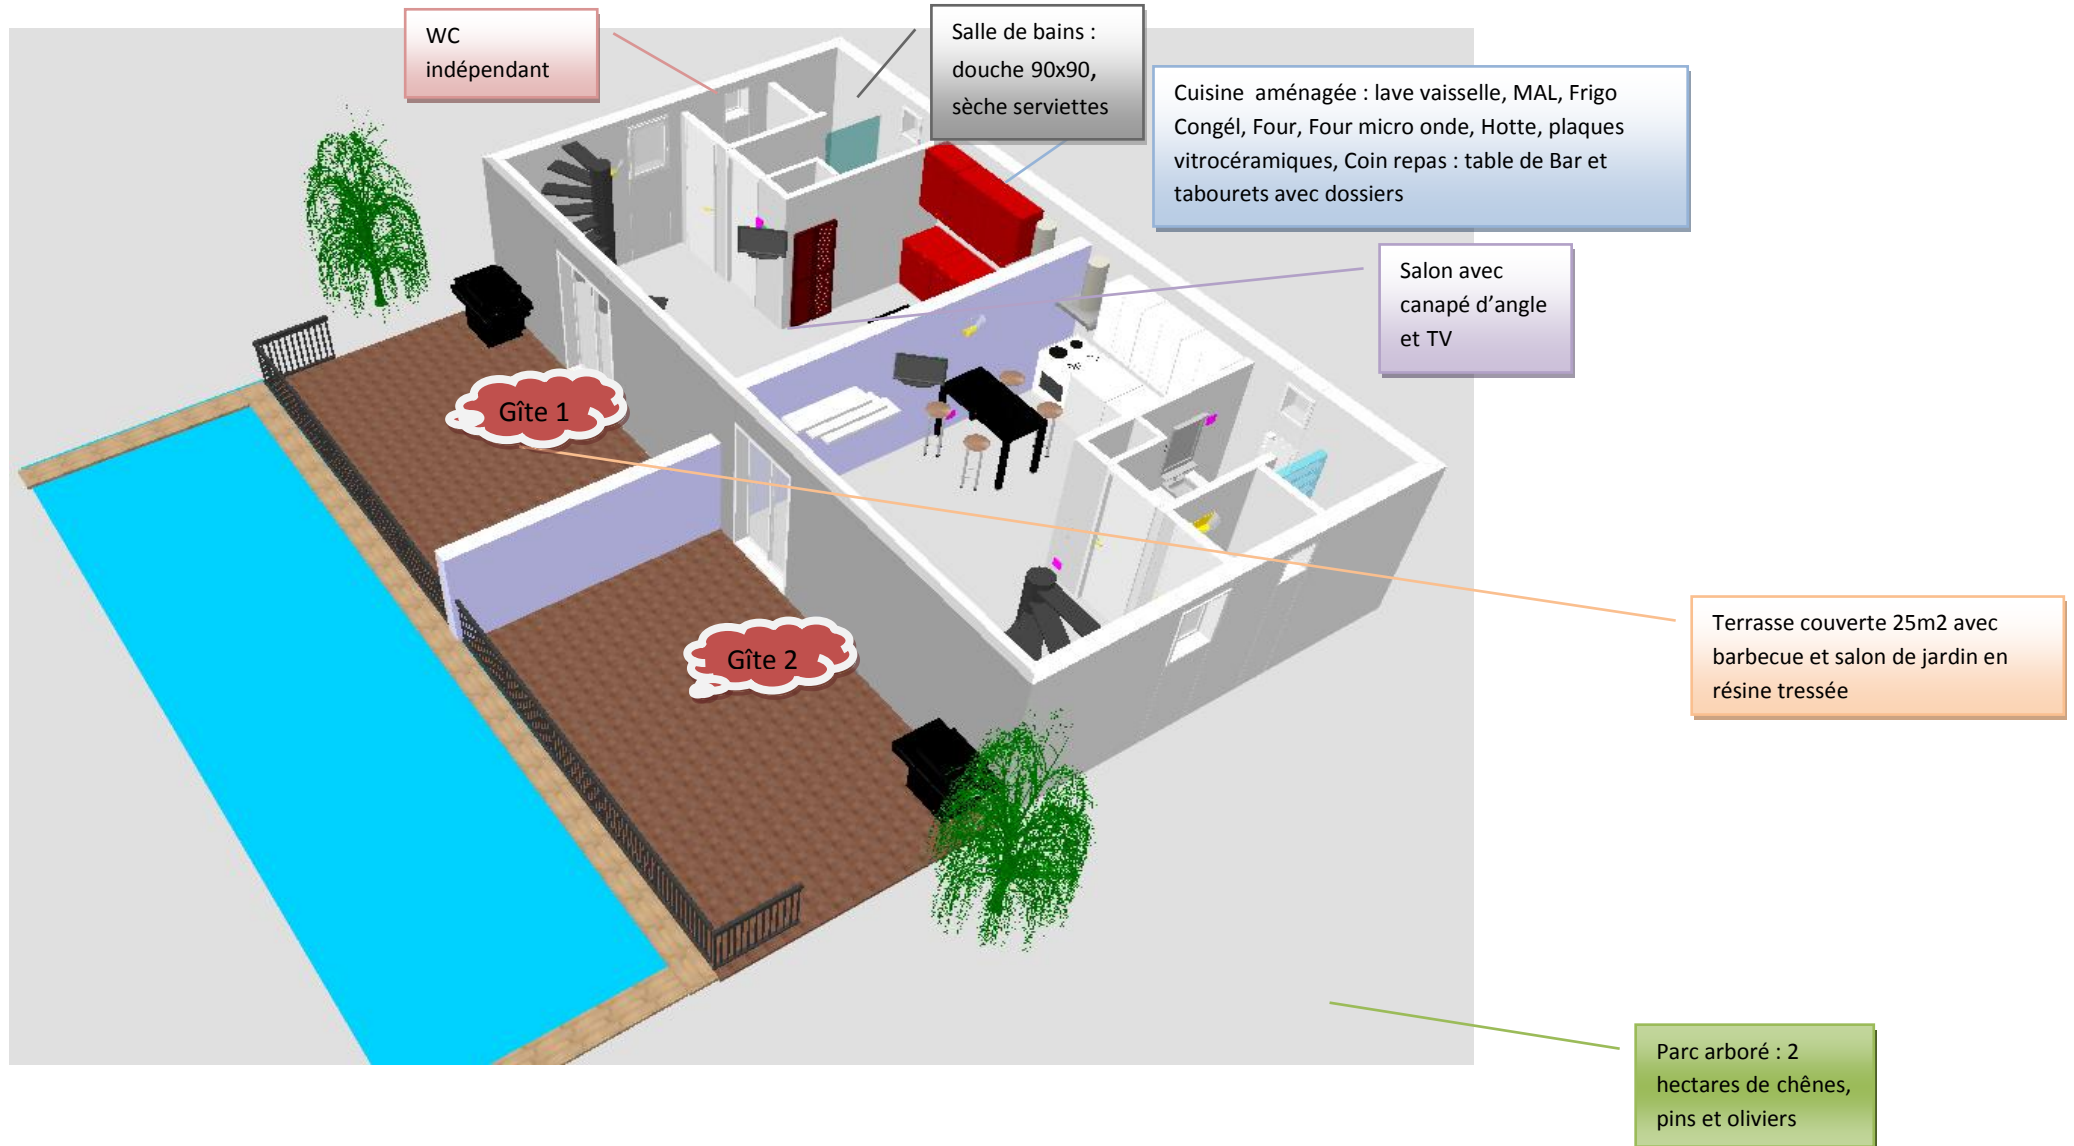 WC
indépendant
Salle de bains :
douche 90x90,
sèche serviettes
Cuisine aménagée : lave vaisselle, MAL, Frigo
Congél, Four, Four micro onde, Hotte, plaques
vitrocéramiques, Coin repas : table de Bar et
tabourets avec dossiers
Salon avec
canapé d’angle
et TV
Gîte 1
Gîte 2
Terrasse couverte 25m2 avec
barbecue et salon de jardin en
résine tressée
Parc arboré : 2
hectares de chênes,
pins et oliviers